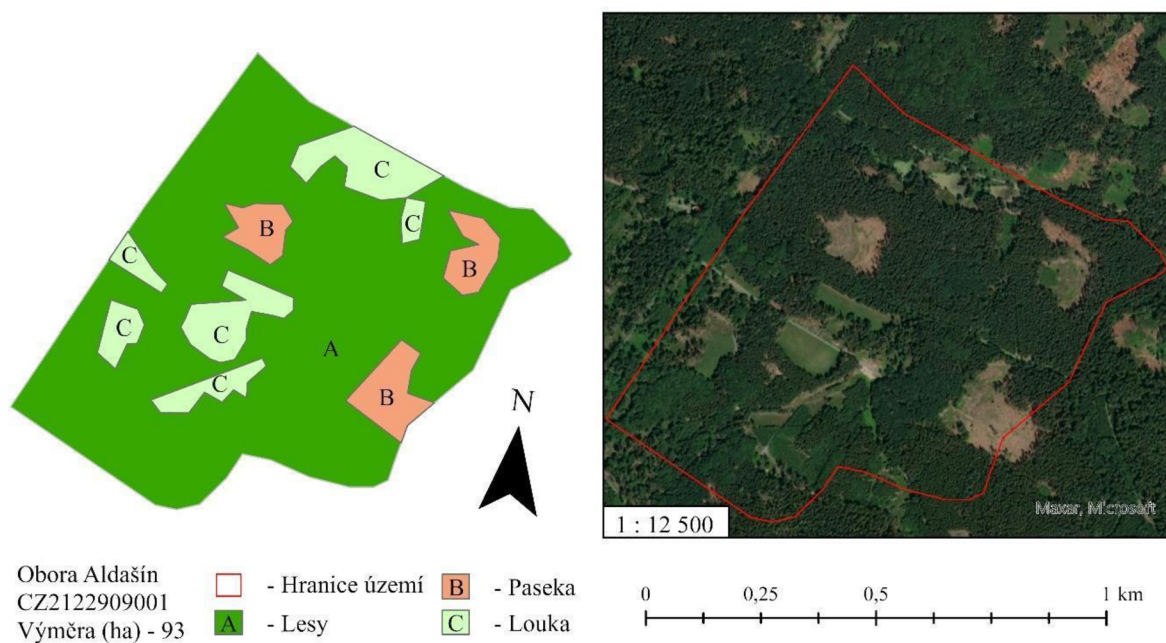 C
C
B
B
C
C
C
A
C
B
N
1 : 12 500
Maxar, Microsoft
Obora Aldašín
CZ2122909001
Výměra (ha) - 93
- Hranice území
A - Lesy
B - Paseka
C - Louka
0 0,25 0,5 1 km